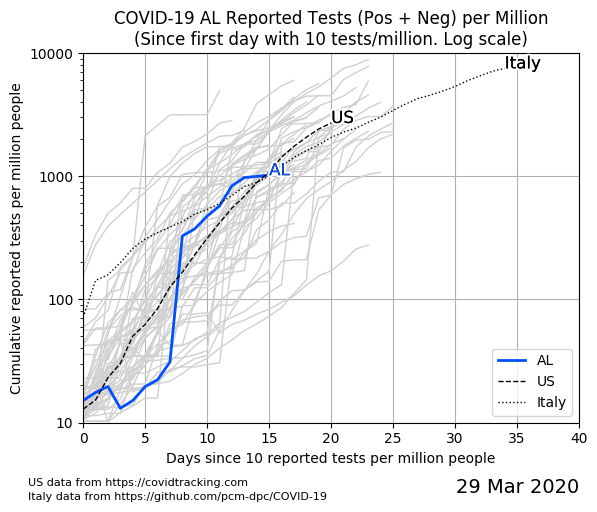 COVID-19 AL Reported Tests (Pos + Neg) per Million
(Since first day with 10 tests/million. Log scale)
Cumulative reported tests per million people
10000
1000
100
10
Italy
US
AL
AL
US
Italy
0 5 10 15 20 25 30 35 40
Days since 10 reported tests per million people
US data from https://covidtracking.com
Italy data from https://github.com/pcm-dpc/COVID-19
29 Mar 2020